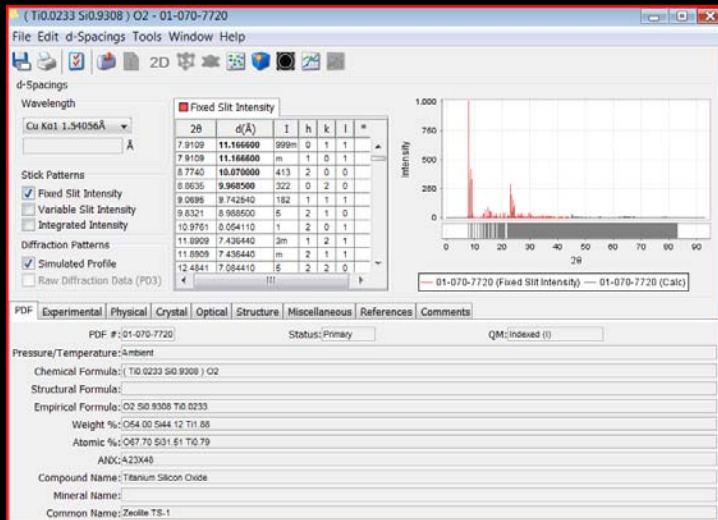 ( Ti0.0233 Si0.9308 ) O2 - 01-070-7720
File Edit d-Spacings Tools Window Help
2D
d-Spacings
Wavelength
Cu Kα1 1.54056Å
Å
Stick Patterns
Fixed Slit Intensity
Variable Slit Intensity
Integrated Intensity
Diffraction Patterns
Simulated Profile
Raw Diffraction Data (PD3)
Fixed Slit Intensity
2θ d(Å) I h k l *
7.9109 11.166600 999m 0 1 1
7.9109 11.166600 m 1 0 1
8.7740 10.070000 413 2 0 0
8.8635 9.968500 322 0 2 0
9.0695 9.742540 182 1 1 1
9.8321 8.988500 5 2 1 0
10.9761 8.054110 1 2 0 1
11.8909 7.436440 3m 1 2 1
11.8909 7.436440 m 2 1 1
12.4841 7.084410 5 2 2 0
Intensity
1,000
750
500
250
0
0 10 20 30 40 50 60 70 80 90
2θ
01-070-7720 (Fixed Slit Intensity) 01-070-7720 (Calc)
PDF Experimental Physical Crystal Optical Structure Miscellaneous References Comments
PDF #: 01-070-7720 Status: Primary QM: Indexed (I)
Pressure/Temperature: Ambient
Chemical Formula: ( Ti0.0233 Si0.9308 ) O2
Structural Formula:
Empirical Formula: O2 Si0.9308 Ti0.0233
Weight %: O54.00 Si44.12 Ti1.88
Atomic %: O67.70 Si31.51 Ti0.79
ANX: A23X48
Compound Name: Titanium Silicon Oxide
Mineral Name:
Common Name: Zeolite TS-1